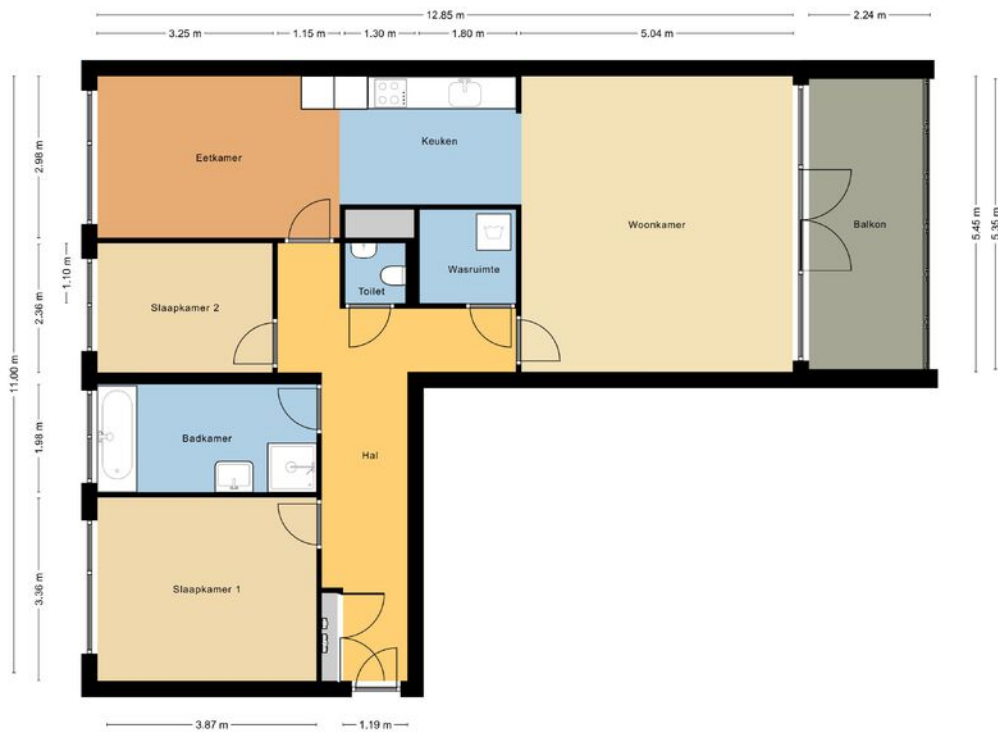 12.85 m
2.24 m
3.25 m
1.15 m
1.30 m
1.80 m
5.04 m
Eetkamer
Keuken
Woonkamer
Balkon
Slaapkamer 2
Toilet
Wasruimte
Badkamer
Hal
Slaapkamer 1
11.00 m
2.98 m
1.10 m
2.36 m
1.98 m
3.36 m
5.45 m
5.35 m
3.87 m
1.19 m